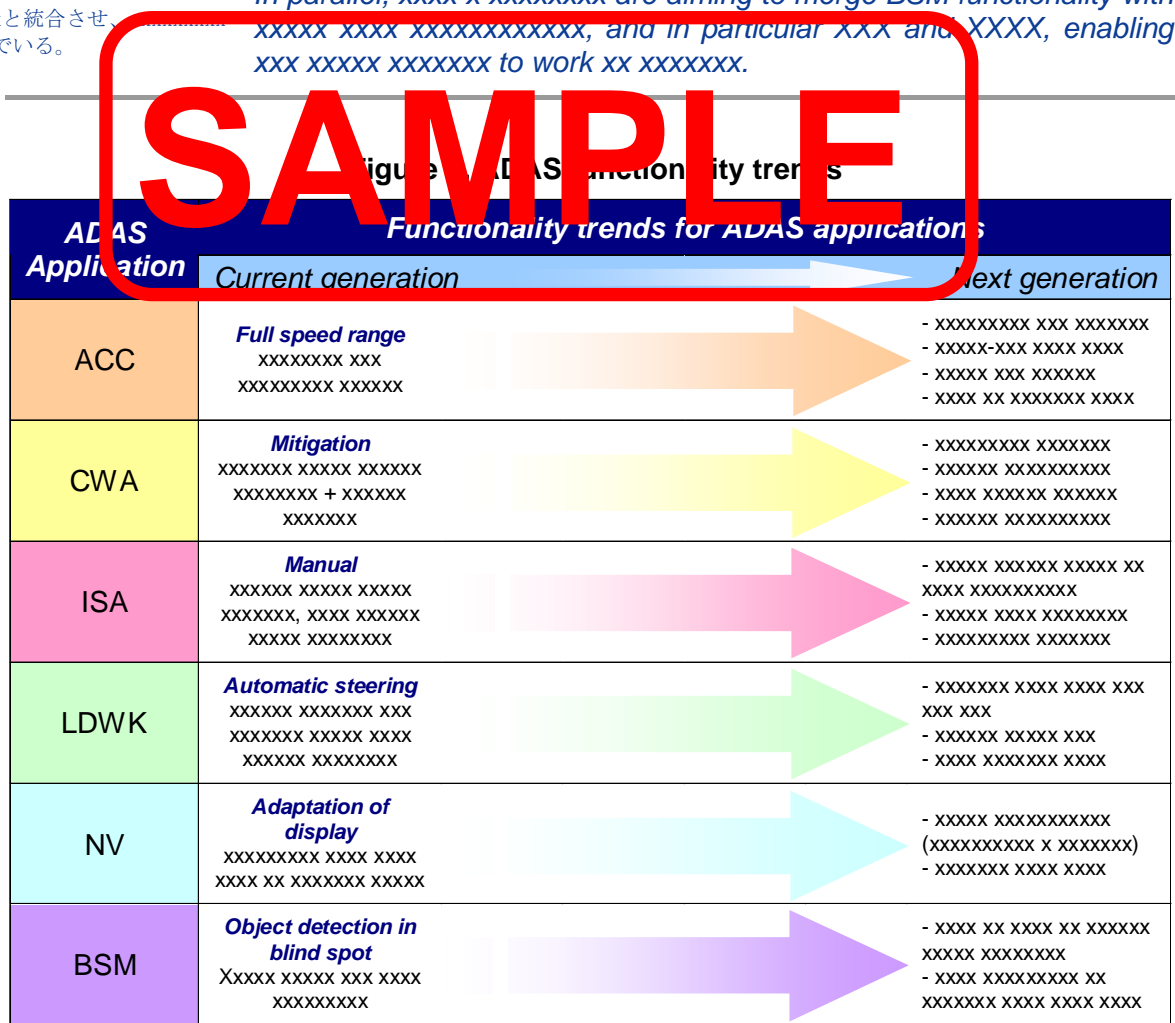 と統合させ、
でいる。
In parallel, xxxx x xxxxxxxx are aiming to merge BSM functionality with
xxxxx xxxx xxxxxxxxxxxx, and in particular XXX and XXXX, enabling
xxx xxxxx xxxxxxx to work xx xxxxxxx.
SAMPLE
Figure ADAS functionality trends
ADAS
Application
Functionality trends for ADAS applications
Current generation
Next generation
ACC
Full speed range
xxxxxxxx xxx
xxxxxxxxx xxxxxx
- xxxxxxxxx xxx xxxxxxx
- xxxxx-xxx xxxx xxxx
- xxxxx xxx xxxxxx
- xxxx xx xxxxxxx xxxx
CWA
Mitigation
xxxxxxx xxxxx xxxxxx
xxxxxxxx + xxxxxx
xxxxxxx
- xxxxxxxxx xxxxxxx
- xxxxxx xxxxxxxxxx
- xxxx xxxxxx xxxxxx
- xxxxxx xxxxxxxxxx
ISA
Manual
xxxxxx xxxxx xxxxx
xxxxxxx, xxxx xxxxxx
xxxxx xxxxxxxx
- xxxxx xxxxxx xxxxx xx
xxxx xxxxxxxxxx
- xxxxx xxxx xxxxxxxx
- xxxxxxxxx xxxxxxx
LDWK
Automatic steering
xxxxxx xxxxxxx xxx
xxxxxxx xxxxx xxxx
xxxxxx xxxxxxxx
- xxxxxxx xxxx xxxx xxx
xxx xxx
- xxxxxx xxxxx xxx
- xxxx xxxxxxx xxxx
NV
Adaptation of
display
xxxxxxxxx xxxx xxxx
xxxx xx xxxxxxx xxxxx
- xxxxx xxxxxxxxxxx
(xxxxxxxxxx x xxxxxxx)
- xxxxxxx xxxx xxxx
BSM
Object detection in
blind spot
Xxxxx xxxxx xxx xxxx
xxxxxxxxx
- xxxx xx xxxx xx xxxxxx
xxxxx xxxxxxxx
- xxxx xxxxxxxxx xx
xxxxxxx xxxx xxxx xxxx